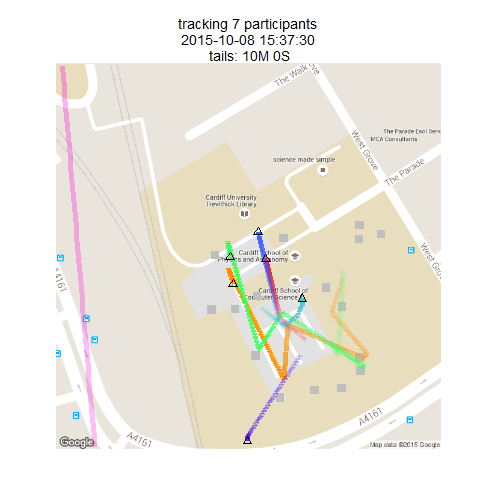 tracking 7 participants
2015-10-08 15:37:30
tails: 10M 0S
The Walk
West Grove
The Parade Esol Serv
MCA Consultants
science made simple
The Parade
Cardiff University
Trevithick Library
West Grove
Cardiff School of
Physics and Astronomy
Cardiff School of
Computer Science
A4161
A4161
A4161
Google
Map data ©2015 Google